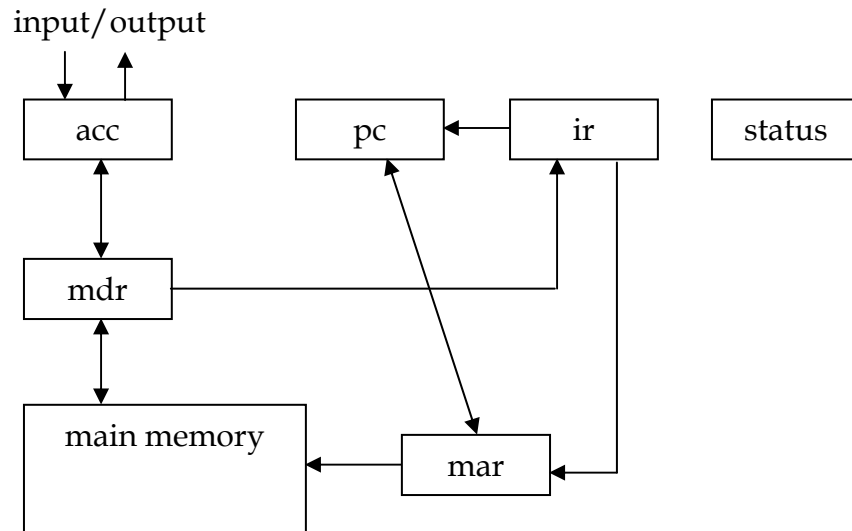 input/output
acc
pc
ir
status
mdr
main memory
mar